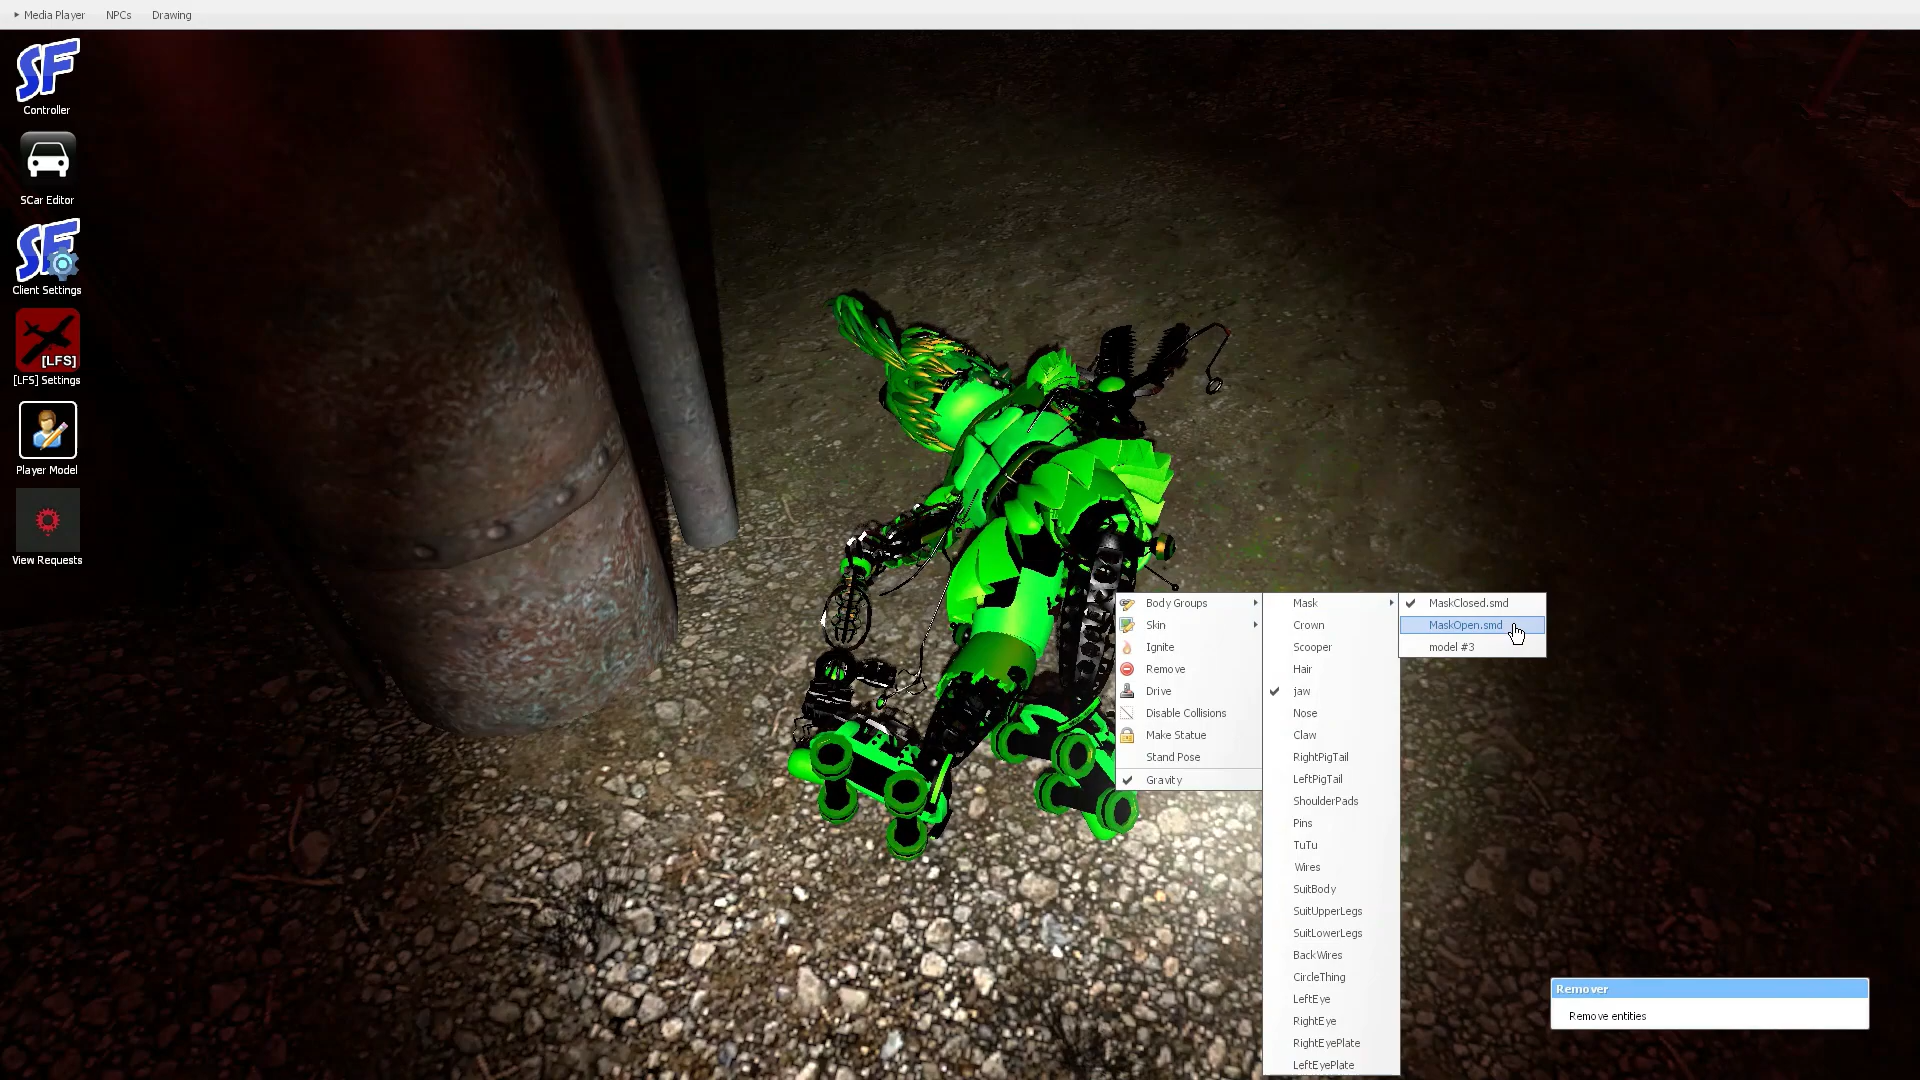 Media Player NPCs Drawing
SF
Controller
SCar Editor
SF
Client Settings
[LFS]
[LFS] Settings
Player Model
View Requests
Body Groups
Skin
Ignite
Remove
Drive
Disable Collisions
Make Statue
Stand Pose
Gravity
Mask
Crown
Scooper
Hair
jaw
Nose
Claw
RightPigTail
LeftPigTail
ShoulderPads
Pins
TuTu
Wires
SuitBody
SuitUpperLegs
SuitLowerLegs
BackWires
CircleThing
LeftEye
RightEye
RightEyePlate
LeftEyePlate
MaskClosed.smd
MaskOpen.smd
model #3
Remover
Remove entities